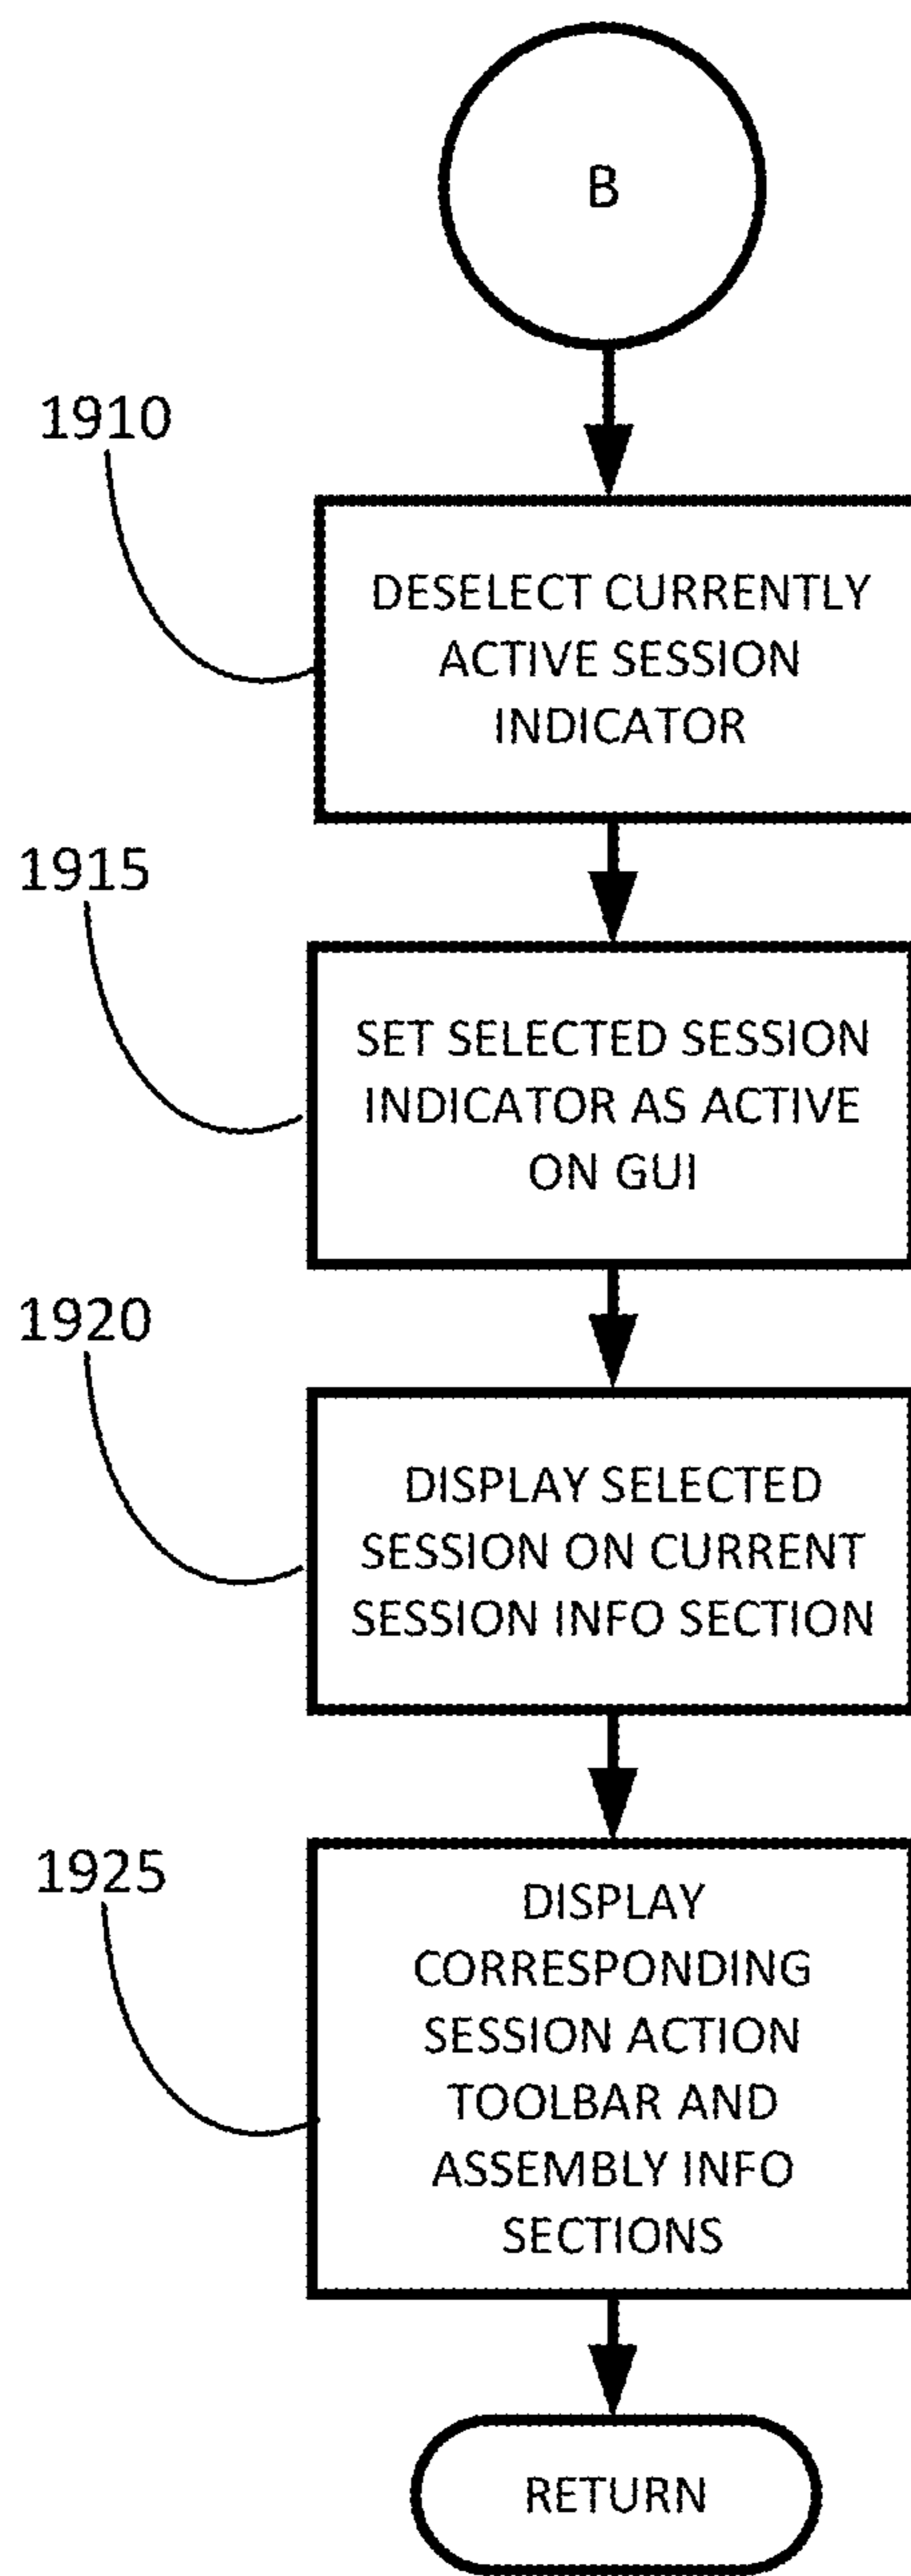 B
1910
DESELECT CURRENTLY
ACTIVE SESSION
INDICATOR
1915
SET SELECTED SESSION
INDICATOR AS ACTIVE
ON GUI
1920
DISPLAY SELECTED
SESSION ON CURRENT
SESSION INFO SECTION
1925
DISPLAY
CORRESPONDING
SESSION ACTION
TOOLBAR AND
ASSEMBLY INFO
SECTIONS
RETURN